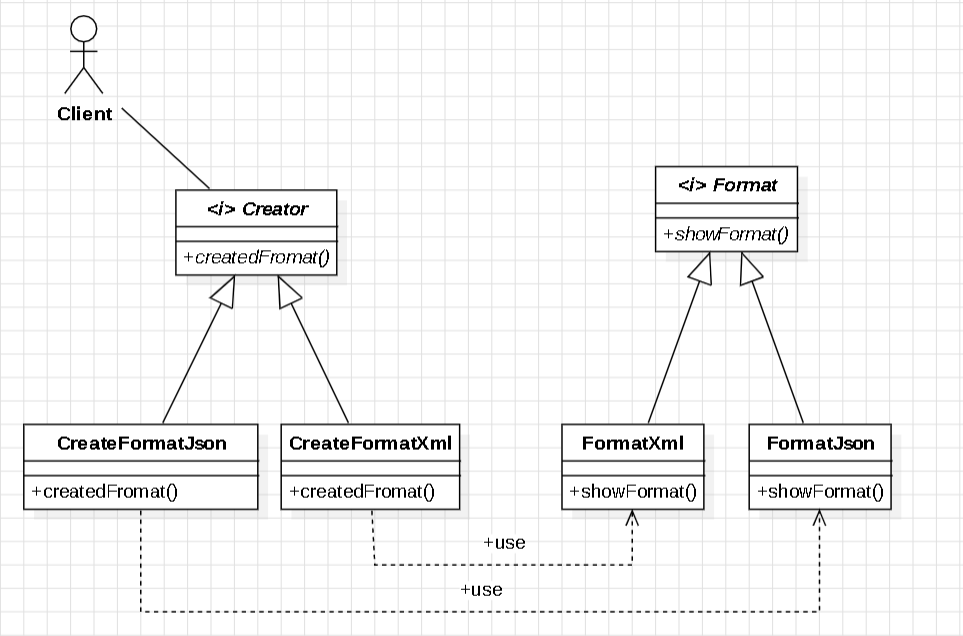 Client
<i> Creator
+createdFromat()
<i> Format
+showFormat()
CreateFormatJson
+createdFromat()
CreateFormatXml
+createdFromat()
FormatXml
+showFormat()
FormatJson
+showFormat()
+use
+use